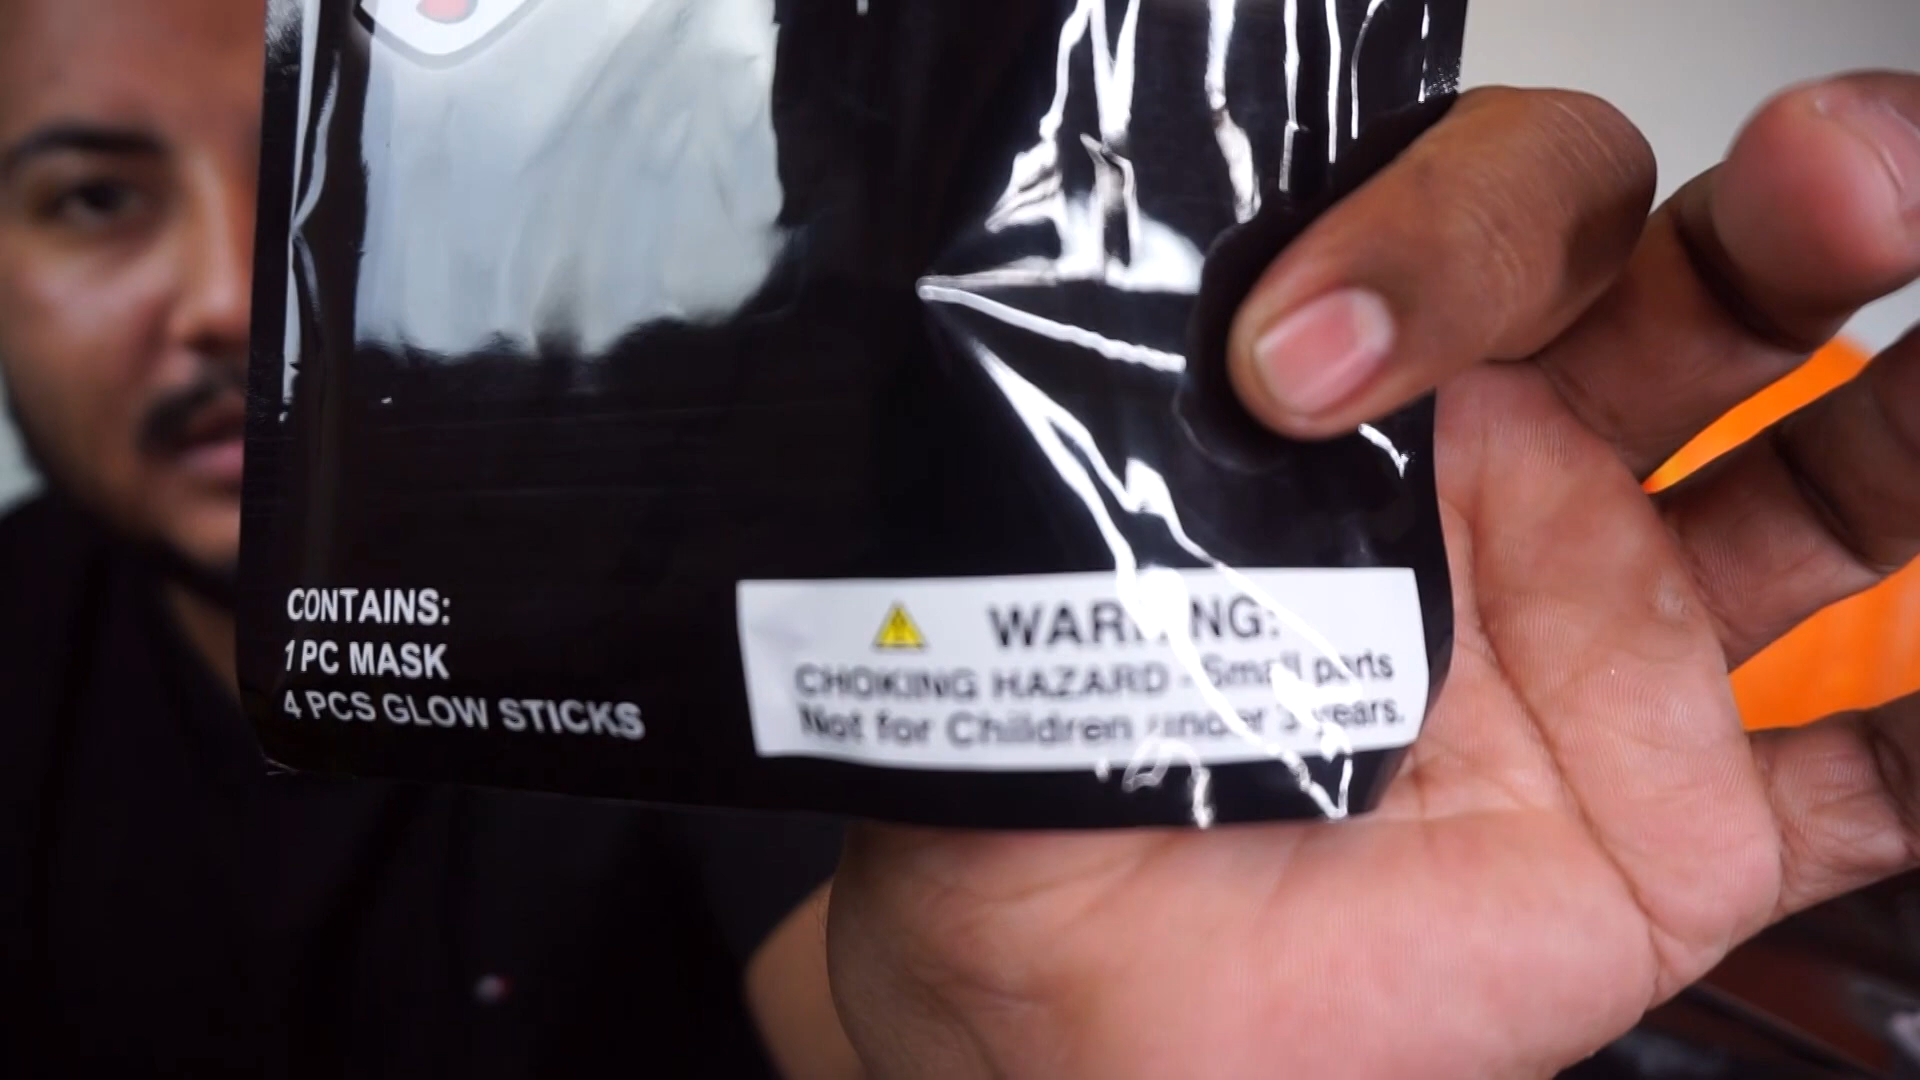 CONTAINS:
1 PC MASK
4 PCS GLOW STICKS
WARNING:
CHOKING HAZARD - Small parts
Not for Children under 3 years.